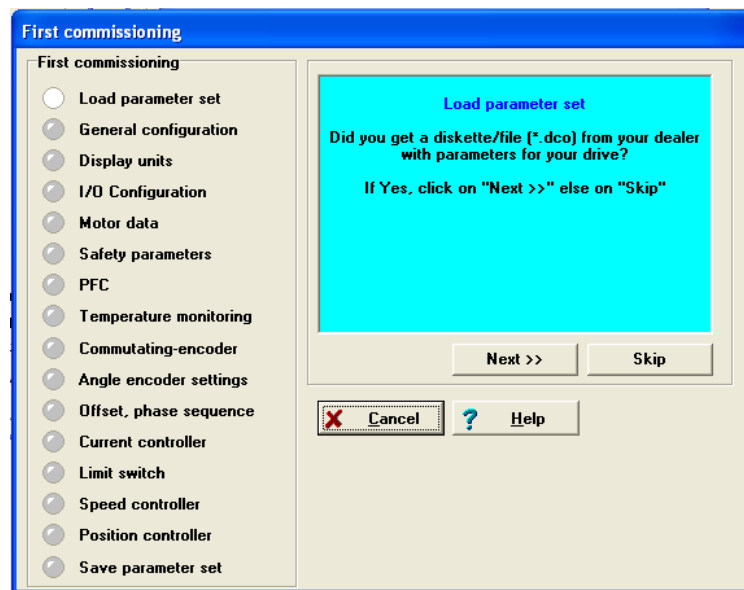 First commissioning
First commissioning
Load parameter set
General configuration
Display units
I/O Configuration
Motor data
Safety parameters
PFC
Temperature monitoring
Commutating-encoder
Angle encoder settings
Offset, phase sequence
Current controller
Limit switch
Speed controller
Position controller
Save parameter set
Load parameter set
Did you get a diskette/file (*.dco) from your dealer
with parameters for your drive?
If Yes, click on "Next >>" else on "Skip"
Next >>
Skip
Cancel
Help